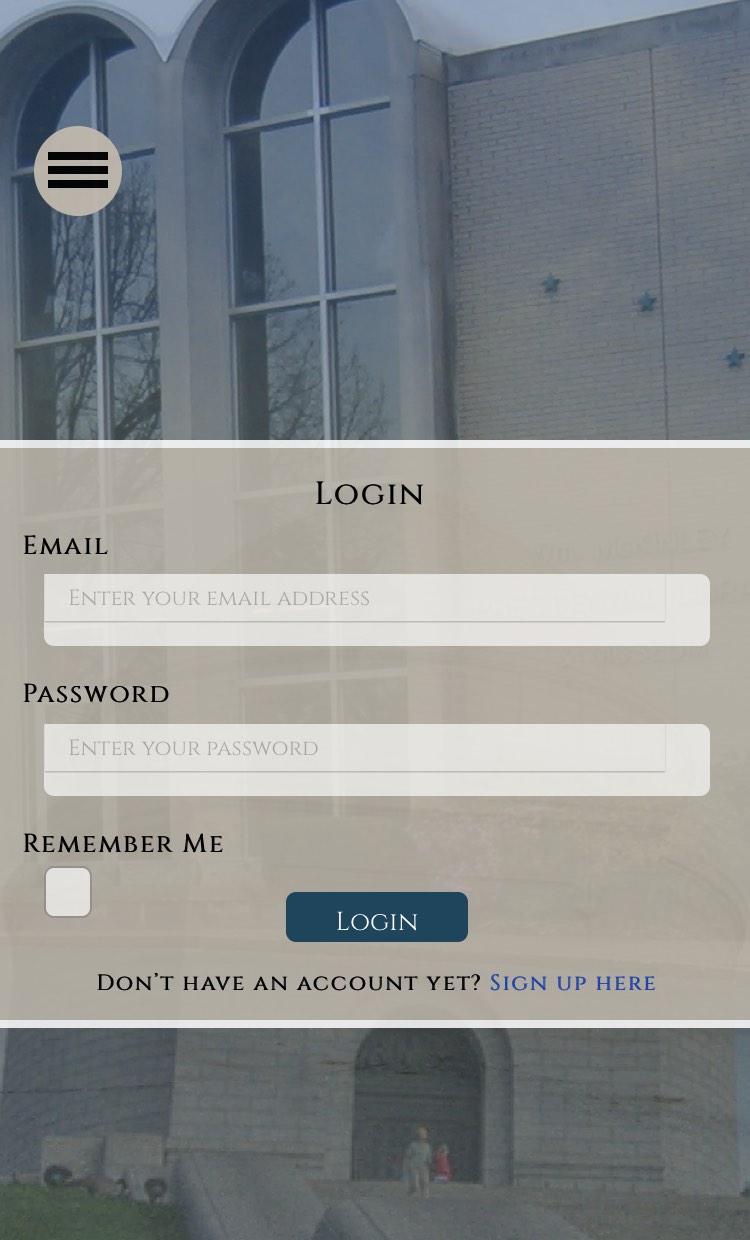 Login
Email
Enter your email address
Password
Enter your password
Remember Me
Login
Don't have an account yet? Sign up here